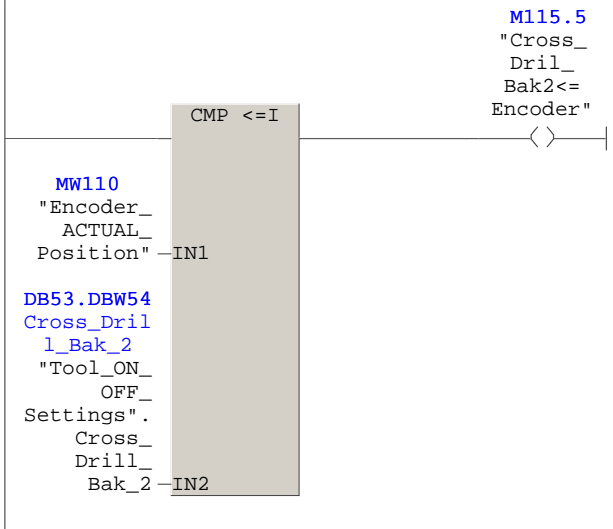 M115.5
"Cross_
Dril_
Bak2<=
Encoder"
CMP <=I
MW110
"Encoder_
ACTUAL_
Position"
IN1
DB53.DBW54
Cross_Dril
l_Bak_2
"Tool_ON_
OFF_
Settings".
Cross_
Drill_
Bak_2
IN2